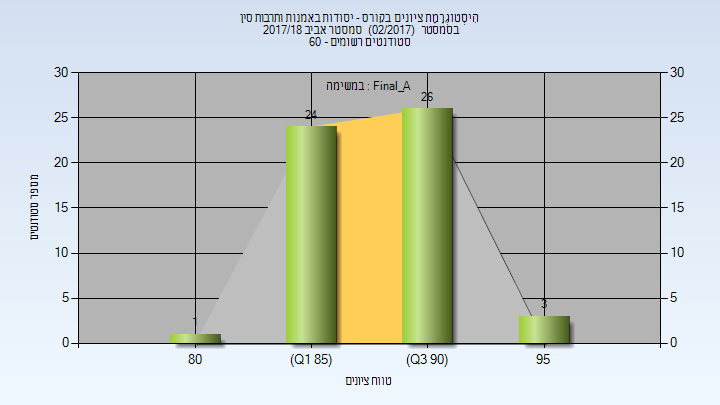 הִיסְטוֹגְרַמַּת ציונים בקורס - יסודות באמנות ותרבות סין
בסמסטר (02/2017) סמסטר אביב 2017/18
סטודנטים רשומים - 60
במשימה : Final_A
30
25
20
15
10
5
0
30
25
20
15
10
5
0
1
24
26
3
80
(Q1 85)
(Q3 90)
95
מספר סטודנטים
טווח ציונים